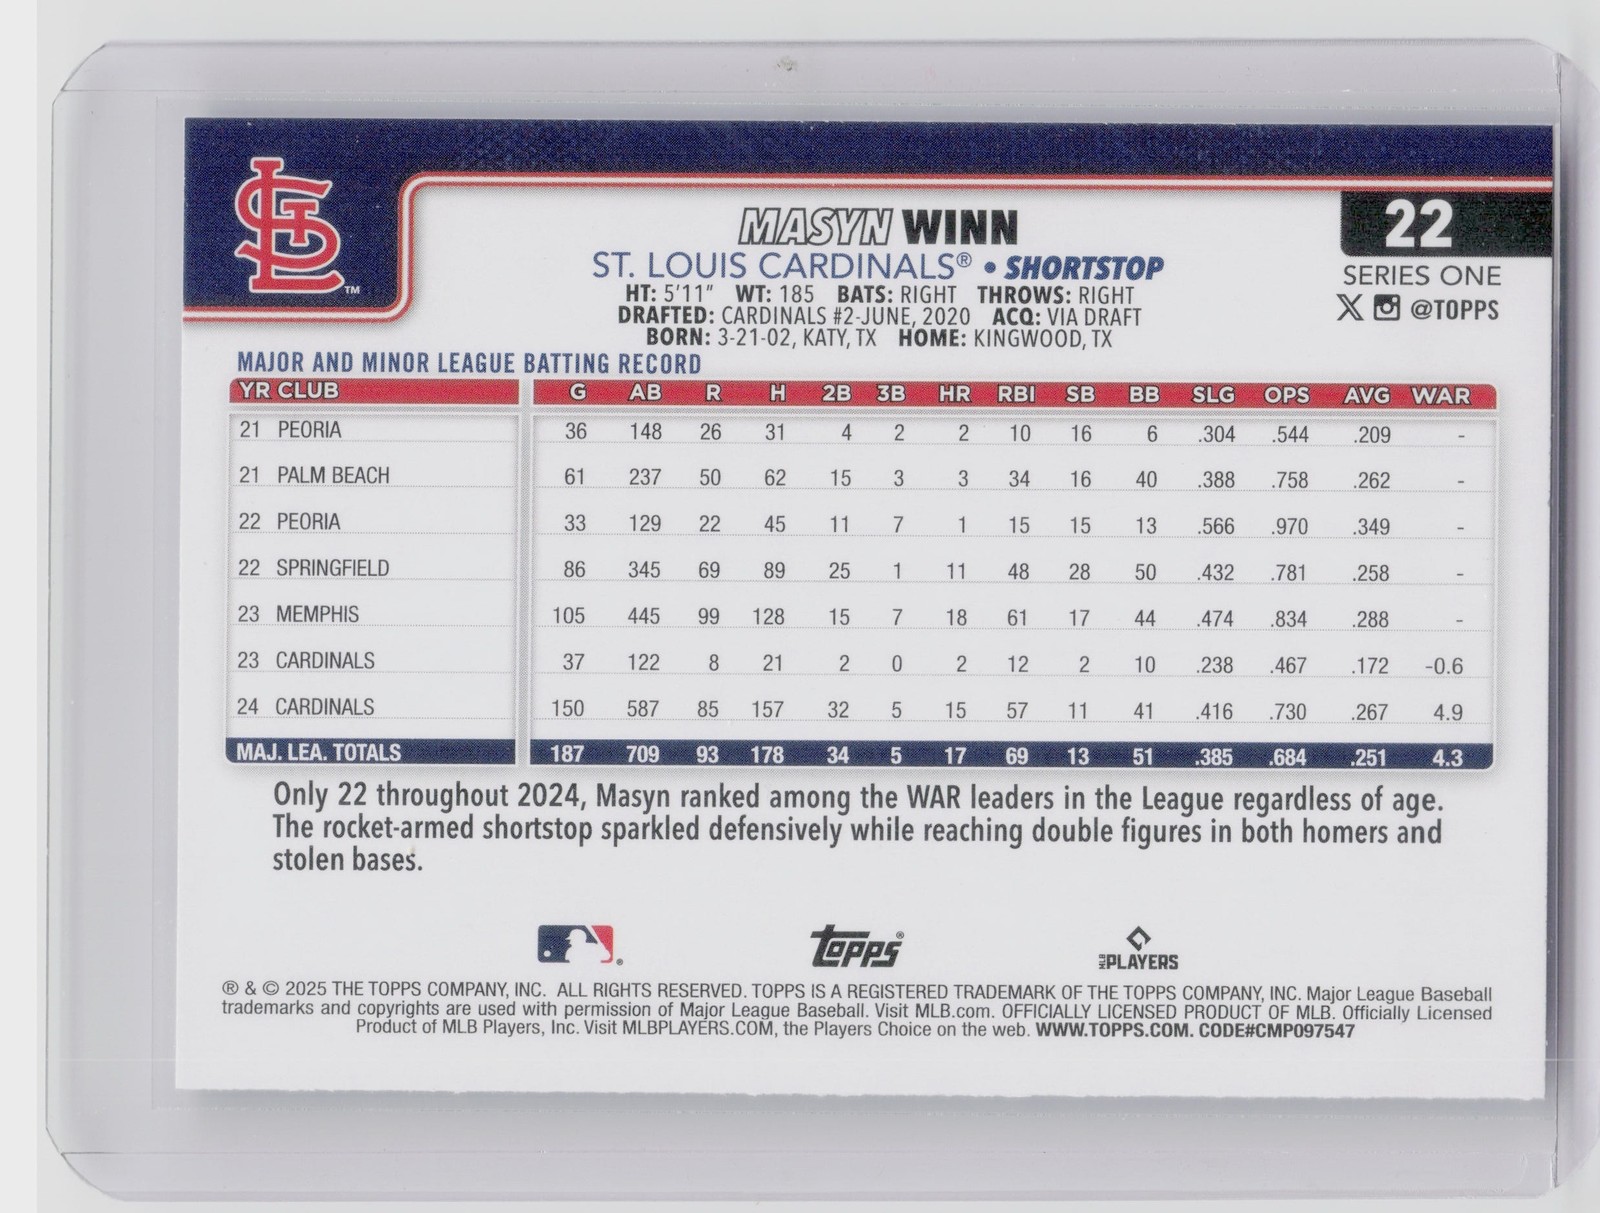 STL™
MASYN WINN
22
ST. LOUIS CARDINALS® • SHORTSTOP
SERIES ONE
HT: 5'11" WT: 185 BATS: RIGHT THROWS: RIGHT
@TOPPS
DRAFTED: CARDINALS #2-JUNE, 2020 ACQ: VIA DRAFT
BORN: 3-21-02, KATY, TX HOME: KINGWOOD, TX
MAJOR AND MINOR LEAGUE BATTING RECORD
YR CLUB G AB R H 2B 3B HR RBI SB BB SLG OPS AVG WAR
21 PEORIA 36 148 26 31 4 2 2 10 16 6 .304 .544 .209 -
21 PALM BEACH 61 237 50 62 15 3 3 34 16 40 .388 .758 .262 -
22 PEORIA 33 129 22 45 11 7 1 15 15 13 .566 .970 .349 -
22 SPRINGFIELD 86 345 69 89 25 1 11 48 28 50 .432 .781 .258 -
23 MEMPHIS 105 445 99 128 15 7 18 61 17 44 .474 .834 .288 -
23 CARDINALS 37 122 8 21 2 0 2 12 2 10 .238 .467 .172 -0.6
24 CARDINALS 150 587 85 157 32 5 15 57 11 41 .416 .730 .267 4.9
MAJ. LEA. TOTALS 187 709 93 178 34 5 17 69 13 51 .385 .684 .251 4.3
Only 22 throughout 2024, Masyn ranked among the WAR leaders in the League regardless of age.
The rocket-armed shortstop sparkled defensively while reaching double figures in both homers and
stolen bases.
Topps®
MLB PLAYERS
® & © 2025 THE TOPPS COMPANY, INC. ALL RIGHTS RESERVED. TOPPS IS A REGISTERED TRADEMARK OF THE TOPPS COMPANY, INC. Major League Baseball
trademarks and copyrights are used with permission of Major League Baseball. Visit MLB.com. OFFICIALLY LICENSED PRODUCT OF MLB. Officially Licensed
Product of MLB Players, Inc. Visit MLBPLAYERS.COM, the Players Choice on the web. WWW.TOPPS.COM. CODE#CMP097547